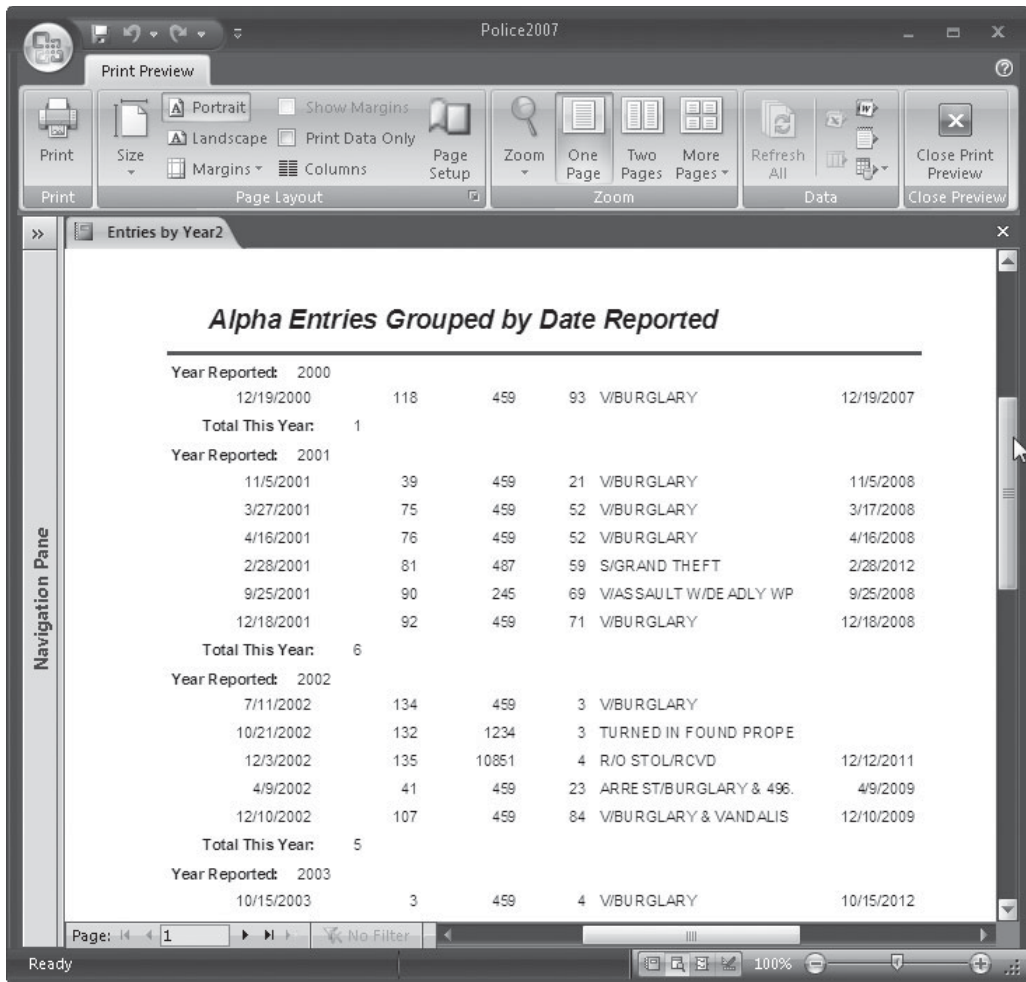 Police2007
Print Preview
Print
Size
Portrait
Landscape
Margins
Show Margins
Print Data Only
Columns
Page Setup
Zoom
One Page
Two Pages
More Pages
Refresh All
Close Print Preview
Print
Page Layout
Zoom
Data
Close Preview
» Entries by Year2
Navigation Pane
Alpha Entries Grouped by Date Reported
Year Reported: 2000
12/19/2000 118 459 93 V/BURGLARY 12/19/2007
Total This Year: 1
Year Reported: 2001
11/5/2001 39 459 21 V/BURGLARY 11/5/2008
3/27/2001 75 459 52 V/BURGLARY 3/17/2008
4/16/2001 76 459 52 V/BURGLARY 4/16/2008
2/28/2001 81 487 59 S/GRAND THEFT 2/28/2012
9/25/2001 90 245 69 V/ASSAULT W/DEADLY WP 9/25/2008
12/18/2001 92 459 71 V/BURGLARY 12/18/2008
Total This Year: 6
Year Reported: 2002
7/11/2002 134 459 3 V/BURGLARY
10/21/2002 132 1234 3 TURNED IN FOUND PROPE
12/3/2002 135 10851 4 R/O STOL/RCVD 12/12/2011
4/9/2002 41 459 23 ARREST/BURGLARY & 496. 4/9/2009
12/10/2002 107 459 84 V/BURGLARY & VANDALIS 12/10/2009
Total This Year: 5
Year Reported: 2003
10/15/2003 3 459 4 V/BURGLARY 10/15/2012
Page: 1 No Filter
Ready 100%